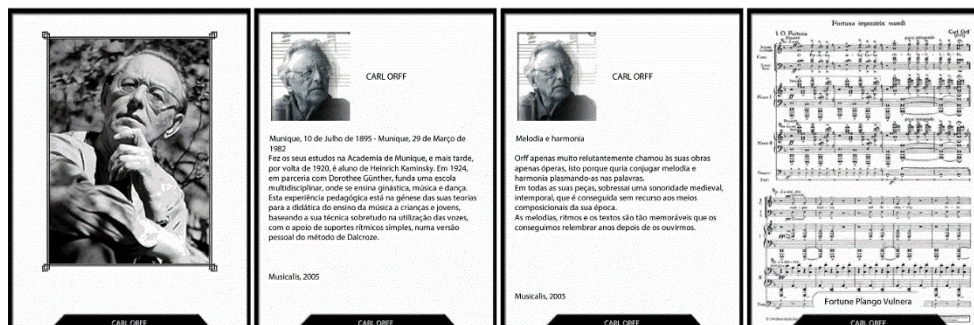 CARL ORFF
CARL ORFF
Munique, 10 de Julho de 1895 - Munique, 29 de Março de
1982
Fez os seus estudos na Academia de Munique, e mais tarde,
por volta de 1920, é aluno de Heinrich Kaminsky. Em 1924,
em parceria com Dorothee Günther, funda uma escola
multidisciplinar, onde se ensina ginástica, música e dança.
Esta experiência pedagógica está na génese das suas teorias
para a didática do ensino da música a crianças e jovens,
baseando a sua técnica sobretudo na utilização das vozes,
com o apoio de suportes rítmicos simples, numa versão
pessoal do método de Dalcroze.
Musicalis, 2005
CARL ORFF
CARL ORFF
Melodia e harmonia
Orff apenas muito relutantemente chamou às suas obras
apenas óperas, isto porque quria conjugar melodia e
harmonia plasmando-as nas palavras.
Em todas as suas peças, sobressai uma sonoridade medieval,
intemporal, que é conseguida sem recurso aos meios
composicionais da sua época.
As melodias, ritmos e os textos são tão memoráveis que os
conseguimos relembrar anos depois de os ouvirmos.
Musicalis, 2005
CARL ORFF
Fortuna imperatrix mundi
1 O Fortuna
Carl Orff
Piano I
Fortune Plango Vulnera
CARL ORFF